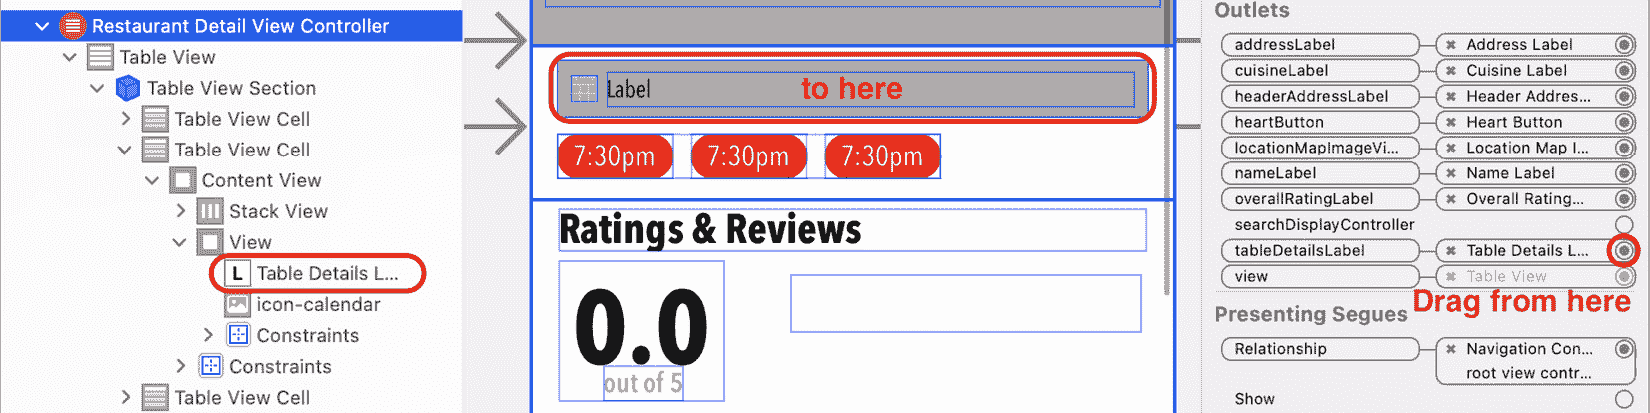 Restaurant Detail View Controller
Table View
Table View Section
Table View Cell
Table View Cell
Content View
Stack View
View
L Table Details L...
icon-calendar
Constraints
Constraints
Table View Cell
Label to here
7:30pm 7:30pm 7:30pm
Ratings & Reviews
0.0
out of 5
Outlets
addressLabel Address Label
cuisineLabel Cuisine Label
headerAddressLabel Header Addres...
heartButton Heart Button
locationMapImageVi... Location Map I...
nameLabel Name Label
overallRatingLabel Overall Rating...
searchDisplayController
tableDetailsLabel Table Details L...
view Table View
Drag from here
Presenting Segues
Relationship Navigation Con...
root view contr...
Show